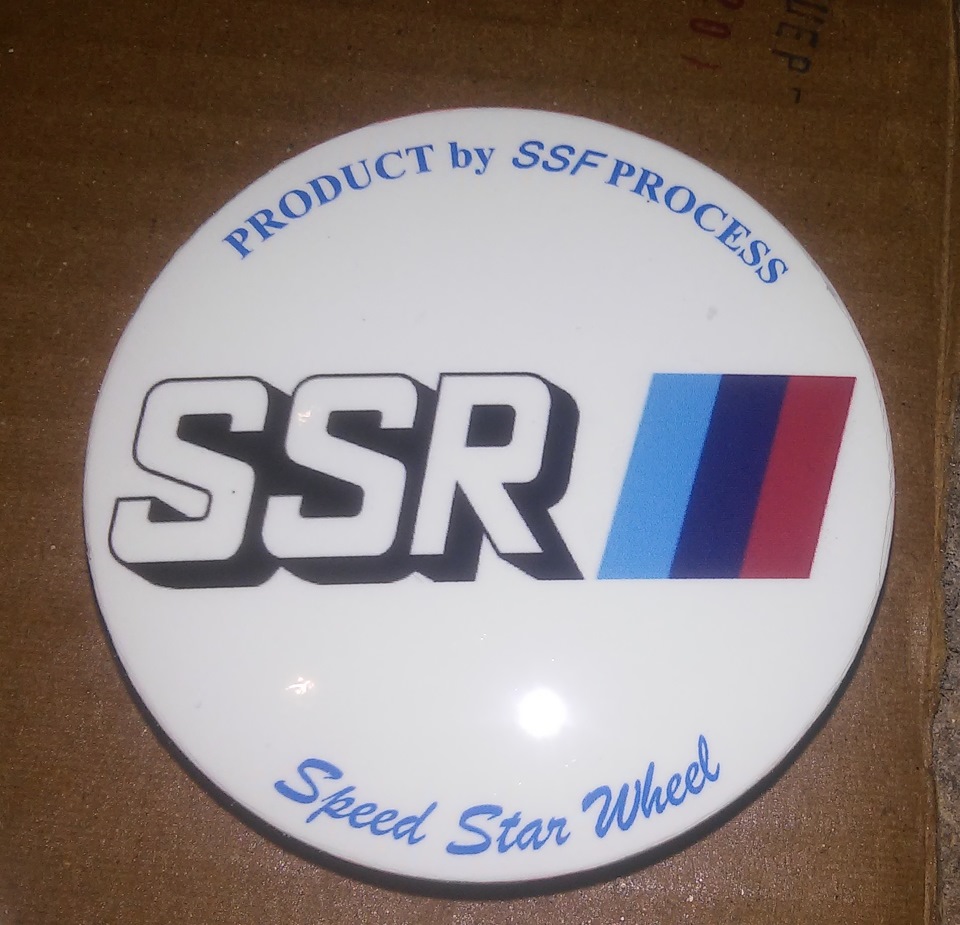 PRODUCT by SSF PROCESS
SSR
Speed Star Wheel